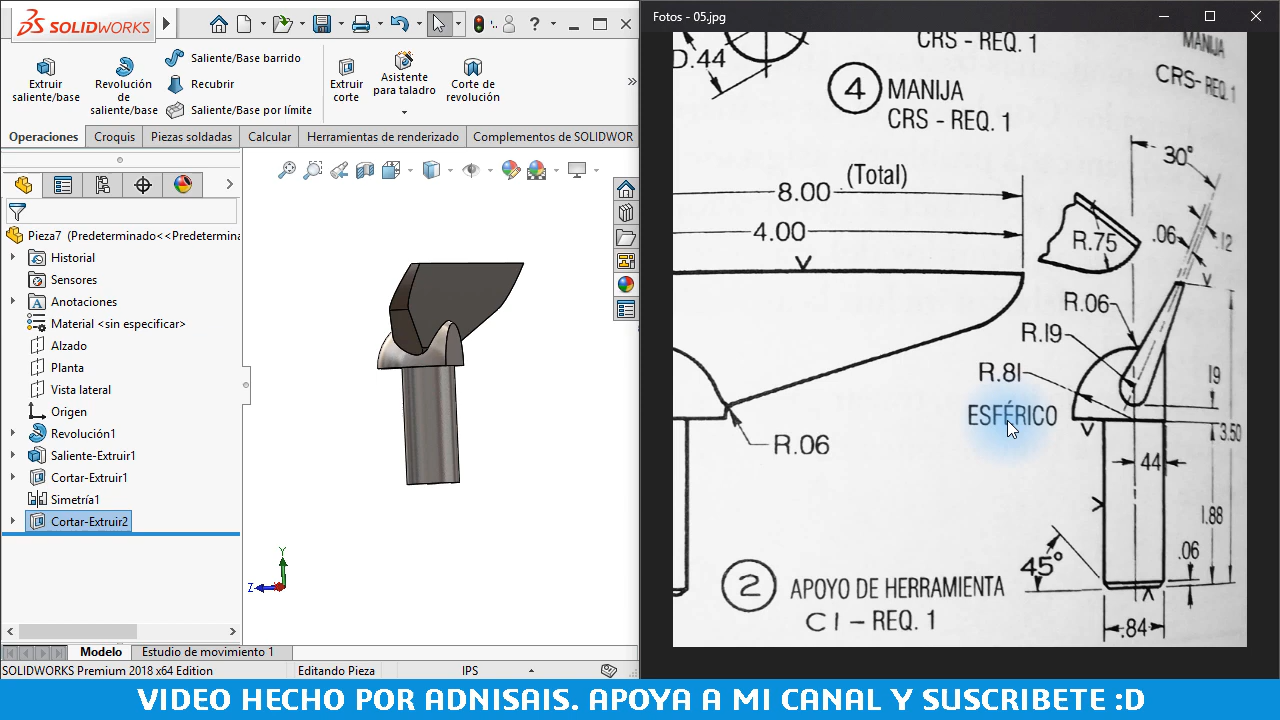 SOLIDWORKS
Extruir
saliente/base
Revolución
de
saliente/base
Saliente/Base barrido
Recubrir
Saliente/Base por límite
Extruir
corte
Asistente
para taladro
Corte de
revolución
Operaciones
Croquis
Piezas soldadas
Calcular
Herramientas de renderizado
Complementos de SOLIDWOR
Pieza7 (Predeterminado<<Predetermina
Historial
Sensores
Anotaciones
Material <sin especificar>
Alzado
Planta
Vista lateral
Origen
Revolución1
Saliente-Extruir1
Cortar-Extruir1
Simetría1
Cortar-Extruir2
Y
Z
Modelo
Estudio de movimiento 1
SOLIDWORKS Premium 2018 x64 Edition
Editando Pieza
IPS
Fotos - 05.jpg
CRS - REQ. 1
MANIJA
CRS- REQ. 1
D.44
4 MANIJA
CRS - REQ. 1
30°
8.00 (Total)
4.00
R.75
.06
.12
R.06
R.19
R.81
ESFÉRICO
.19
3.50
R.06
.44
1.88
45°
.06
2 APOYO DE HERRAMIENTA
C1 - REQ. 1
.84
VIDEO HECHO POR ADNISAIS. APOYA A MI CANAL Y SUSCRIBETE :D